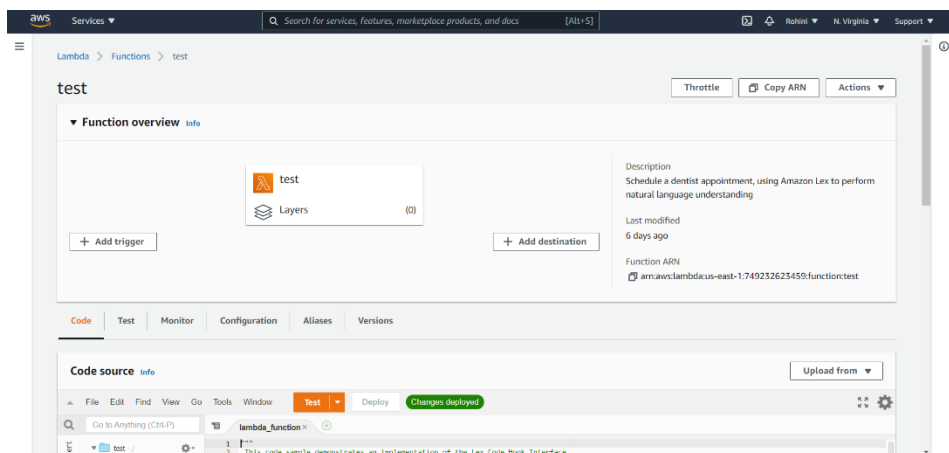 aws Services ▼ Search for services, features, marketplace products, and docs [Alt+S] Rohini ▼ N. Virginia ▼ Support ▼
Lambda > Functions > test
test Throttle Copy ARN Actions ▼
▼ Function overview Info
test
Layers (0)
+ Add trigger
+ Add destination
Description
Schedule a dentist appointment, using Amazon Lex to perform
natural language understanding
Last modified
6 days ago
Function ARN
arn:aws:lambda:us-east-1:749232623459:function:test
Code Test Monitor Configuration Aliases Versions
Code source Info Upload from ▼
File Edit Find View Go Tools Window Test ▼ Deploy Changes deployed
Go to Anything (Ctrl-P) lambda_function ×
test / 1 """
2 This code sample demonstrates an implementation of the Lex Code Hook Interface